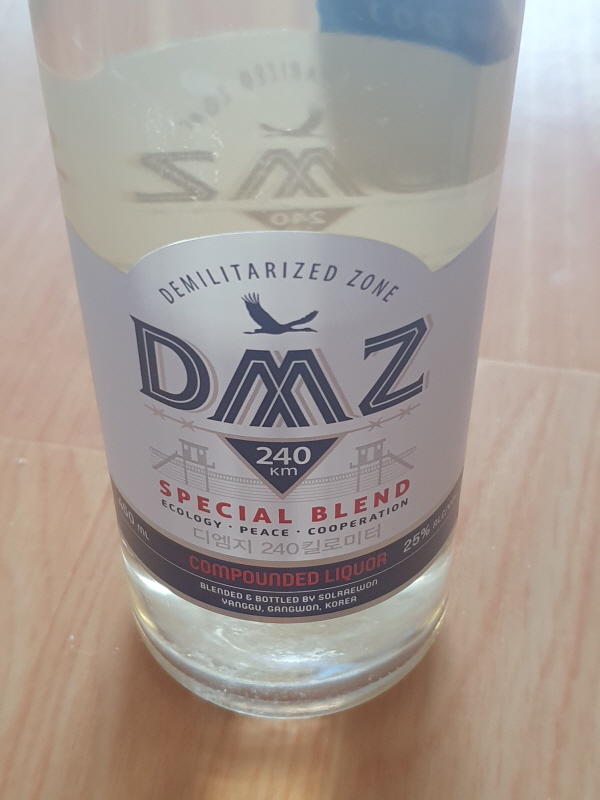 DEMILITARIZED ZONE
DMZ
240
km
SPECIAL BLEND
ECOLOGY · PEACE · COOPERATION
디엠지 240킬로미터
mL
25%
COMPOUNDED LIQUOR
BLENDED & BOTTLED BY SOLRAEWON
YANGGU, GANGWON, KOREA